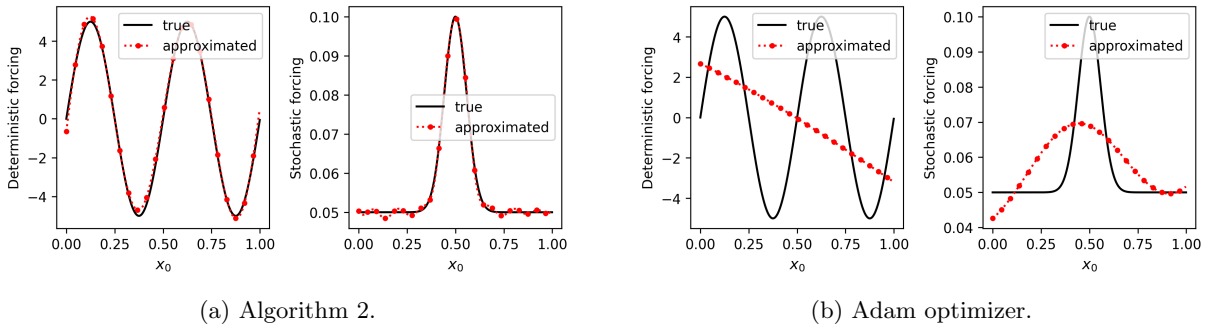 Deterministic forcing
4
2
0
−2
−4
true
approximated
0.00 0.25 0.50 0.75 1.00
x₀
Stochastic forcing
0.10
0.09
0.08
0.07
0.06
0.05
true
approximated
0.00 0.25 0.50 0.75 1.00
x₀
(a) Algorithm 2.
Deterministic forcing
4
2
0
−2
−4
true
approximated
0.00 0.25 0.50 0.75 1.00
x₀
Stochastic forcing
0.10
0.09
0.08
0.07
0.06
0.05
0.04
true
approximated
0.00 0.25 0.50 0.75 1.00
x₀
(b) Adam optimizer.